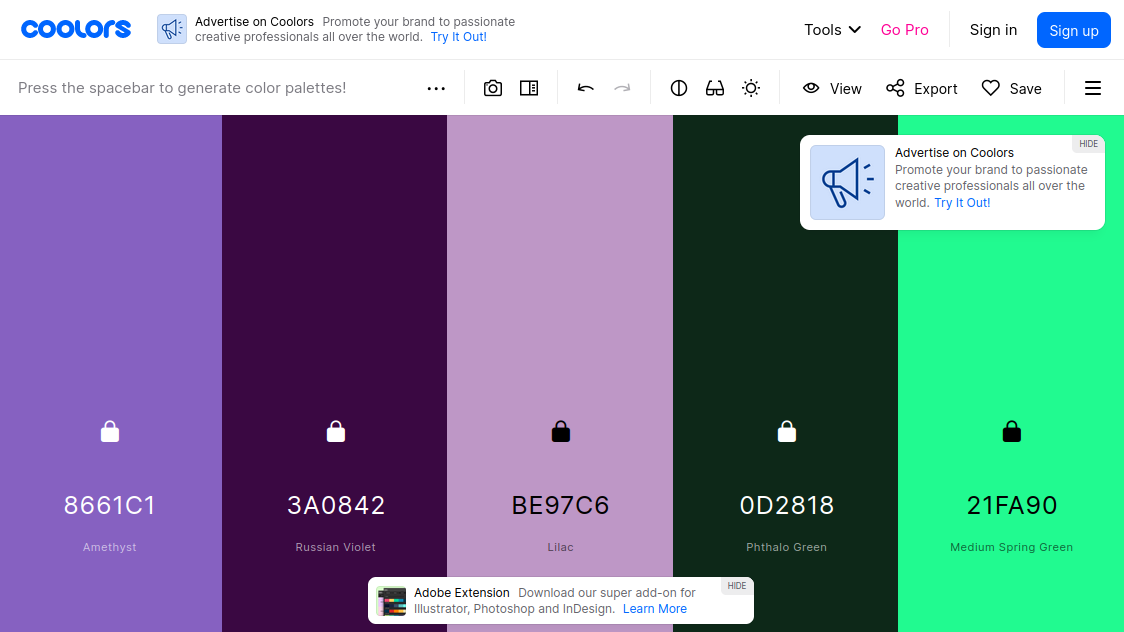 coolors
Advertise on Coolors Promote your brand to passionate
creative professionals all over the world. Try It Out!
Tools
Go Pro
Sign in
Sign up
Press the spacebar to generate color palettes!
View
Export
Save
HIDE
Advertise on Coolors
Promote your brand to passionate
creative professionals all over the
world. Try It Out!
8661C1
3A0842
BE97C6
0D2818
21FA90
Amethyst
Russian Violet
Lilac
Phthalo Green
Medium Spring Green
HIDE
Adobe Extension Download our super add-on for
Illustrator, Photoshop and InDesign. Learn More